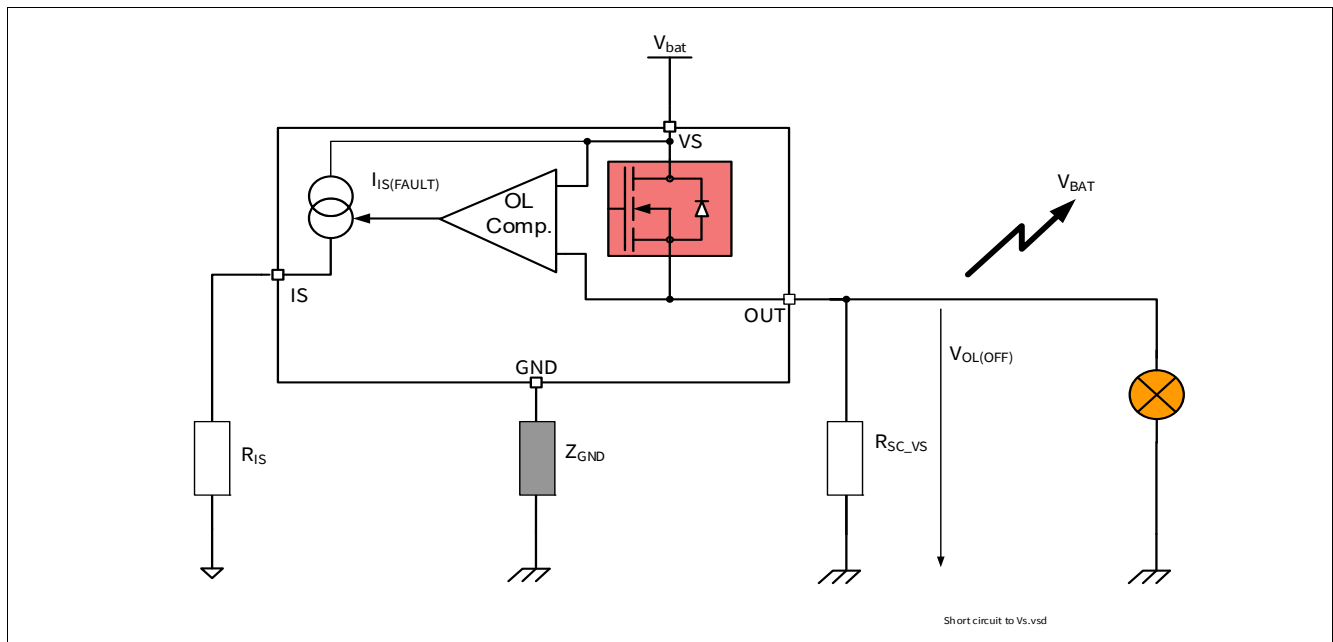 Vbat
VS
IIS(FAULT)
OL
Comp.
VBAT
IS
OUT
VOL(OFF)
GND
RIS
ZGND
RSC_VS
Short circuit to Vs.vsd